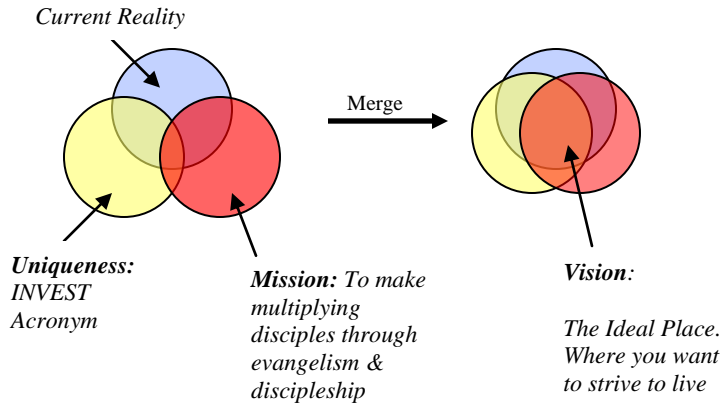 Current Reality
Merge
Uniqueness:
INVEST
Acronym
Mission: To make
multiplying
disciples through
evangelism &
discipleship
Vision:
The Ideal Place.
Where you want
to strive to live